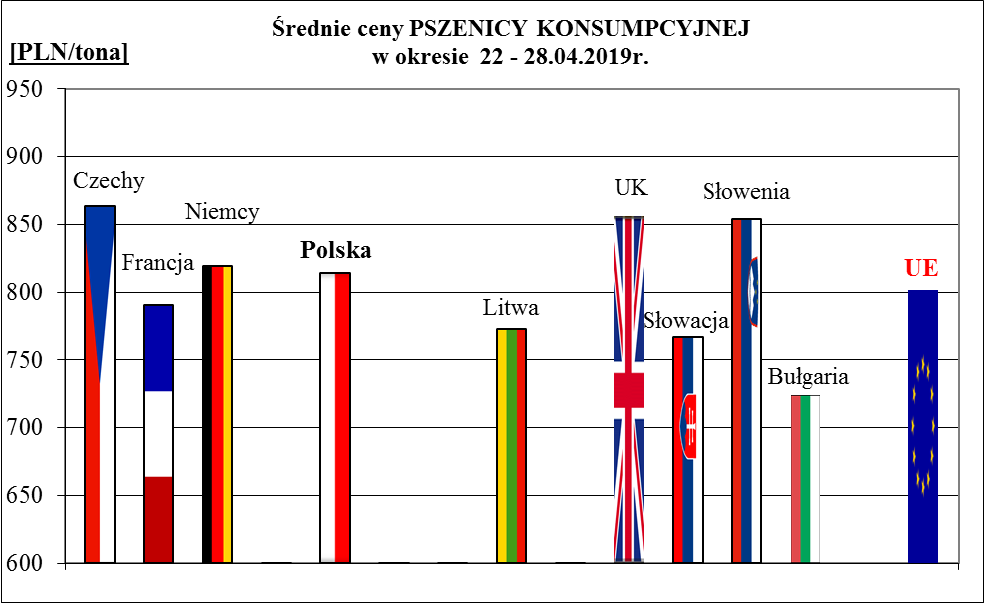 Średnie ceny PSZENICY KONSUMPCYJNEJ
w okresie 22 - 28.04.2019r.
[PLN/tona]
950
900
850
800
750
700
650
600
Czechy
Francja
Niemcy
Polska
Litwa
UK
Słowacja
Słowenia
Bułgaria
UE